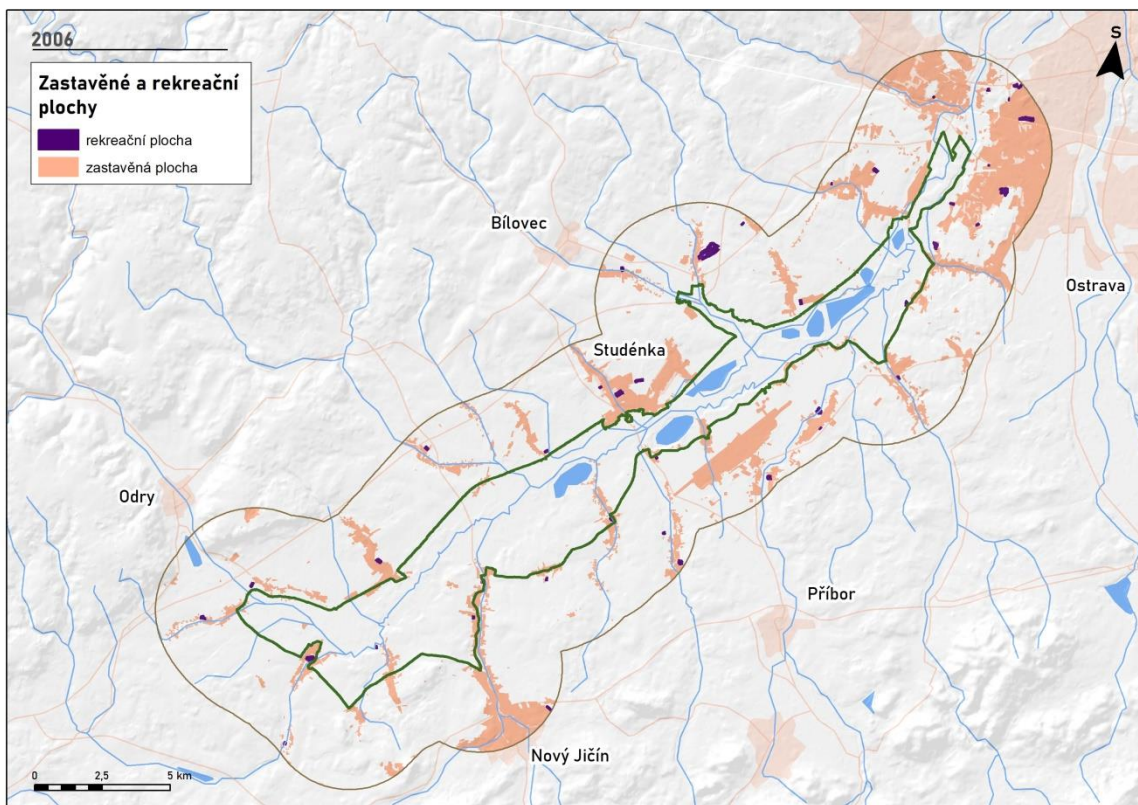 2006
Zastavěné a rekreační
plochy
rekreační plocha
zastavěná plocha
S
Bílovec
Ostrava
Studénka
Odry
Příbor
Nový Jičín
0 2,5 5 km